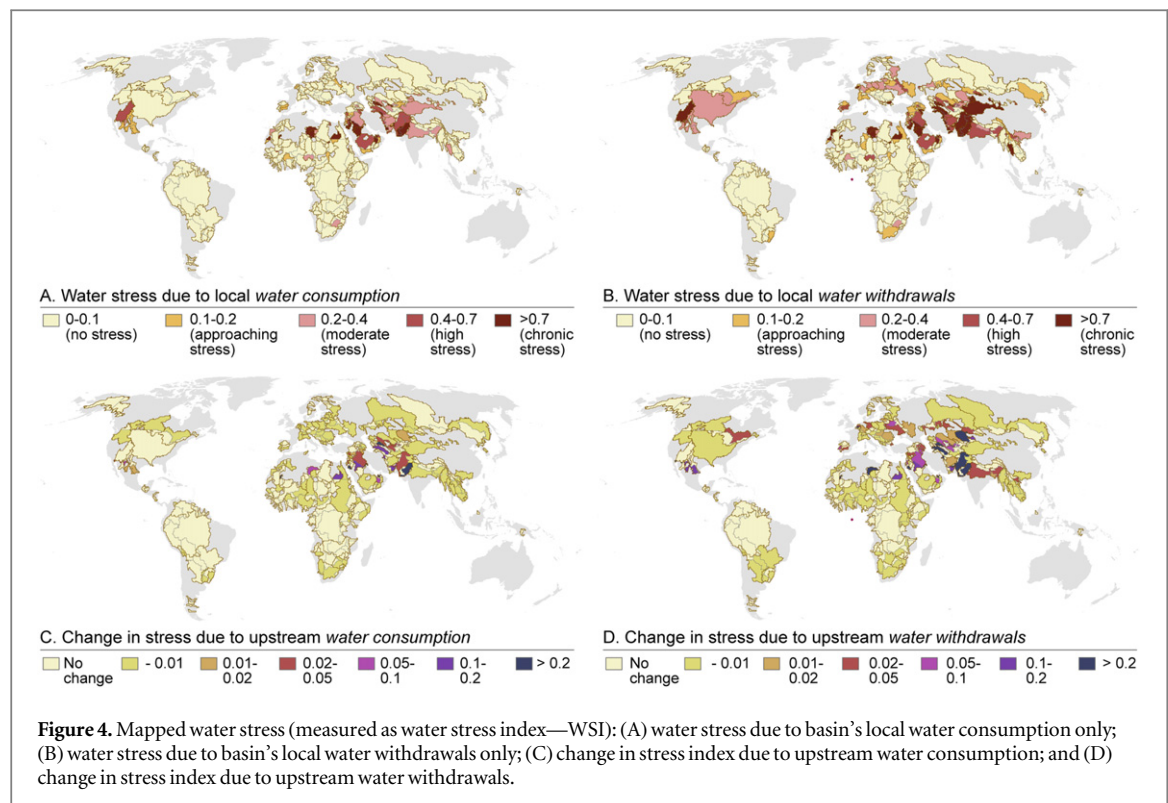 A. Water stress due to local water consumption
0-0.1 (no stress)
0.1-0.2 (approaching stress)
0.2-0.4 (moderate stress)
0.4-0.7 (high stress)
>0.7 (chronic stress)
B. Water stress due to local water withdrawals
0-0.1 (no stress)
0.1-0.2 (approaching stress)
0.2-0.4 (moderate stress)
0.4-0.7 (high stress)
>0.7 (chronic stress)
C. Change in stress due to upstream water consumption
No change
- 0.01
0.01-0.02
0.02-0.05
0.05-0.1
0.1-0.2
> 0.2
D. Change in stress due to upstream water withdrawals
No change
- 0.01
0.01-0.02
0.02-0.05
0.05-0.1
0.1-0.2
> 0.2
Figure 4. Mapped water stress (measured as water stress index—WSI): (A) water stress due to basin's local water consumption only;
(B) water stress due to basin's local water withdrawals only; (C) change in stress index due to upstream water consumption; and (D)
change in stress index due to upstream water withdrawals.